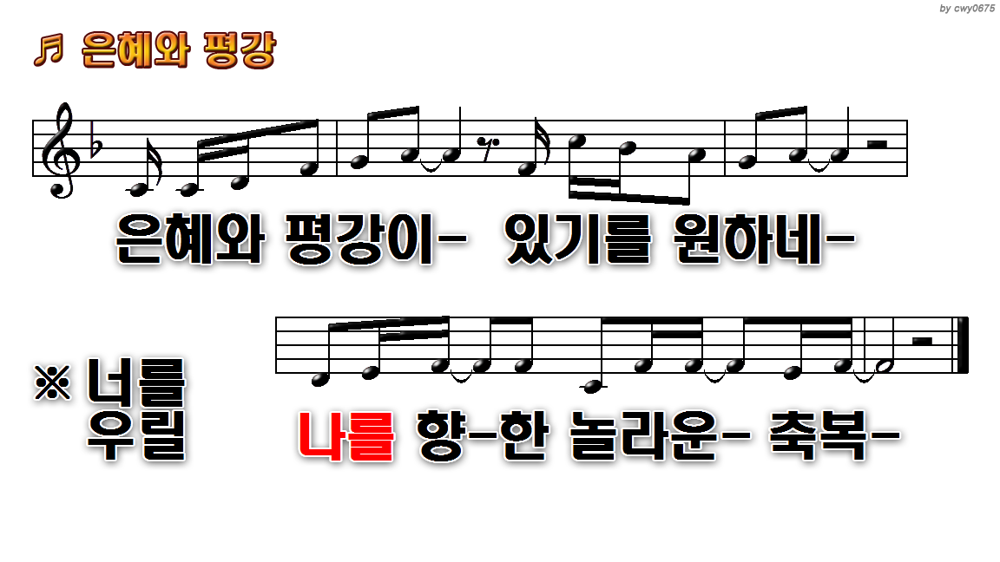 by cwy0675
♬ 은혜와 평강
은혜와 평강이- 있기를 원하네-
※ 너를
우릴 나를 향-한 놀라운- 축복-